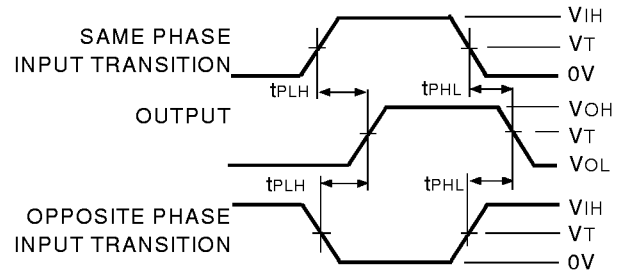 VIH
SAME PHASE
INPUT TRANSITION
VT
0V
tPLH
tPHL
OUTPUT
VOH
VT
VOL
tPLH
tPHL
OPPOSITE PHASE
INPUT TRANSITION
VIH
VT
0V